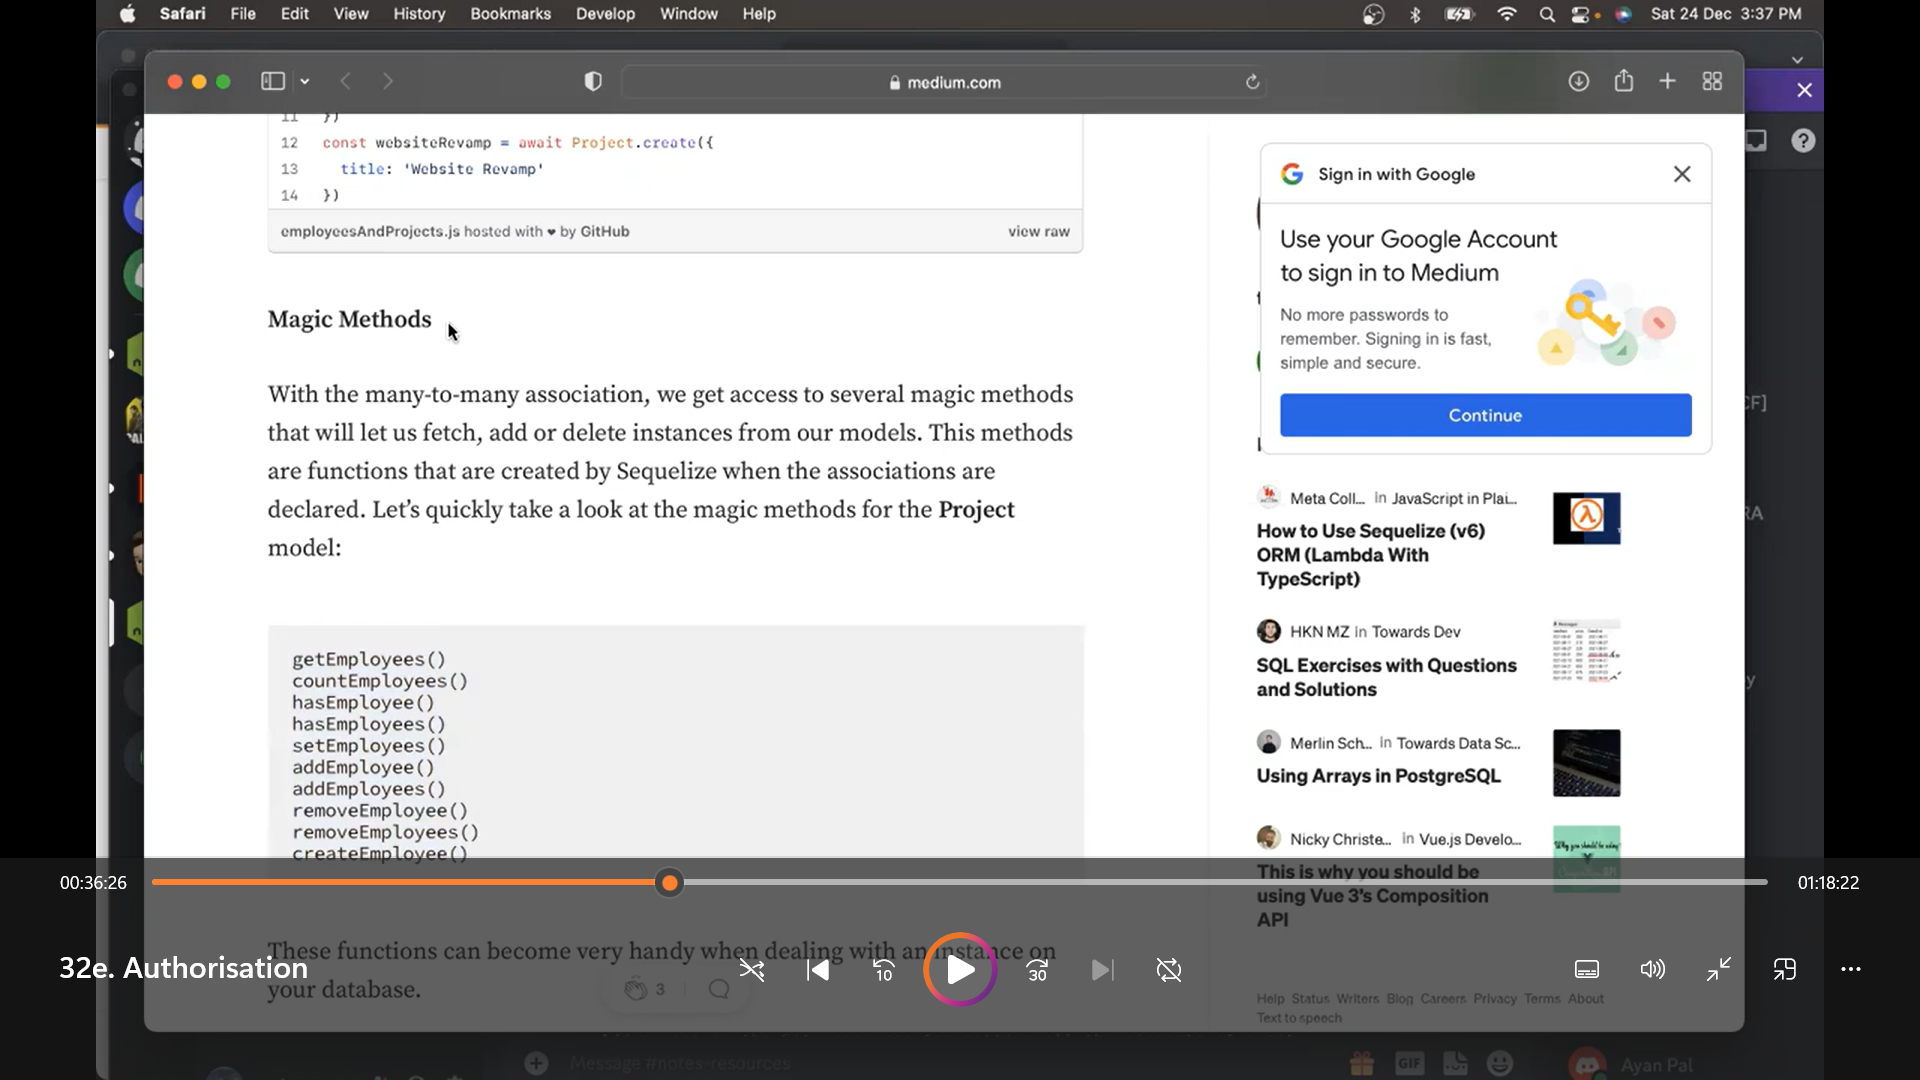 Safari File Edit View History Bookmarks Develop Window Help
Sat 24 Dec 3:37 PM
medium.com
11 })
12 const websiteRevamp = await Project.create({
13 title: 'Website Revamp'
14 })
employeesAndProjects.js hosted with ❤ by GitHub
view raw
Magic Methods
With the many-to-many association, we get access to several magic methods
that will let us fetch, add or delete instances from our models. This methods
are functions that are created by Sequelize when the associations are
declared. Let’s quickly take a look at the magic methods for the Project
model:
getEmployees()
countEmployees()
hasEmployee()
hasEmployees()
setEmployees()
addEmployee()
addEmployees()
removeEmployee()
removeEmployees()
createEmployee()
These functions can become very handy when dealing with an instance on
your database.
3
Sign in with Google
Use your Google Account
to sign in to Medium
No more passwords to
remember. Signing in is fast,
simple and secure.
Continue
Meta Coll... In JavaScript in Plai...
How to Use Sequelize (v6)
ORM (Lambda With
TypeScript)
HKN MZ in Towards Dev
SQL Exercises with Questions
and Solutions
Merlin Sch... In Towards Data Sc...
Using Arrays in PostgreSQL
Nicky Christe... In Vue.js Develo...
This is why you should be
using Vue 3’s Composition
API
Help Status Writers Blog Careers Privacy Terms About
Text to speech
CF]
RA
00:36:26
01:18:22
32e. Authorisation
10
30
Message #notes-resources
GIF
Ayan Pal